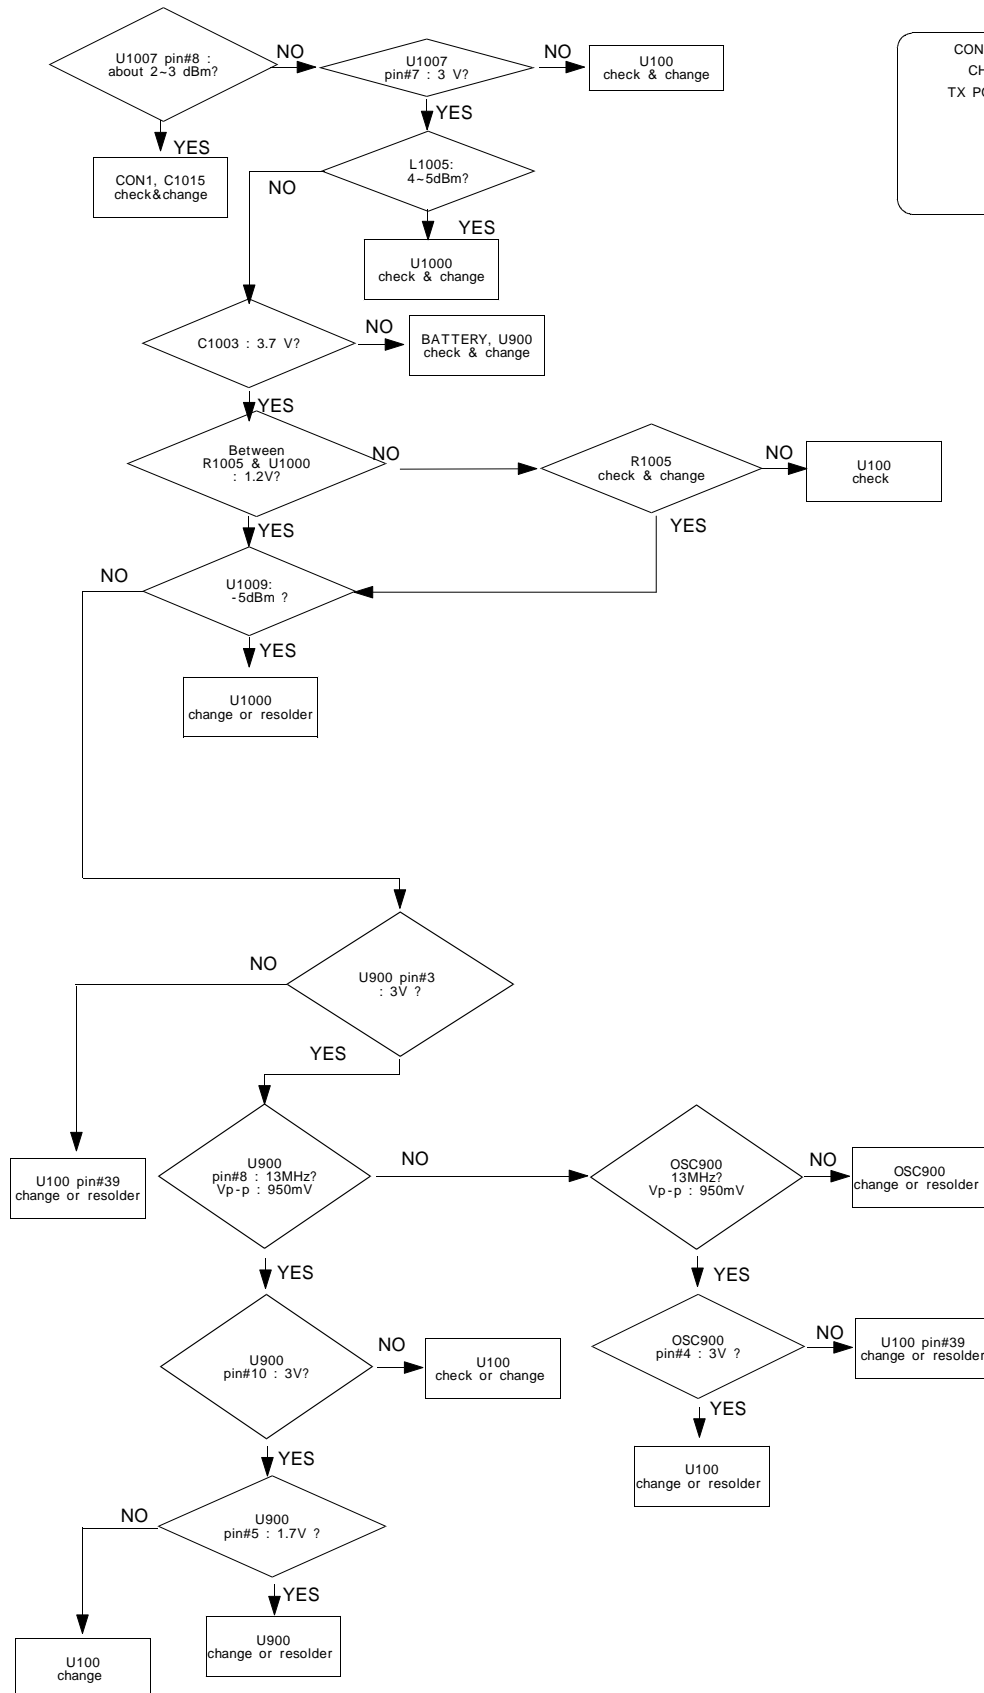 U1007 pin#8 :
about 2~3 dBm?
NO
U1007
pin#7 : 3 V?
NO
U100
check & change
YES
CON1, C1015
check&change
YES
L1005:
4~5dBm?
NO
YES
U1000
check & change
C1003 : 3.7 V?
NO
BATTERY, U900
check & change
YES
Between
R1005 & U1000
: 1.2V?
NO
R1005
check & change
NO
U100
check
YES
YES
NO
U1009:
-5dBm ?
YES
U1000
change or resolder
NO
U900 pin#3
: 3V ?
YES
U100 pin#39
change or resolder
U900
pin#8 : 13MHz?
Vp-p : 950mV
NO
OSC900
13MHz?
Vp-p : 950mV
NO
OSC900
change or resolder
YES
YES
U900
pin#10 : 3V?
NO
U100
check or change
OSC900
pin#4 : 3V ?
NO
U100 pin#39
change or resolder
YES
U100
change or resolder
YES
NO
U900
pin#5 : 1.7V ?
YES
U900
change or resolder
U100
change
CON
CH
TX PO